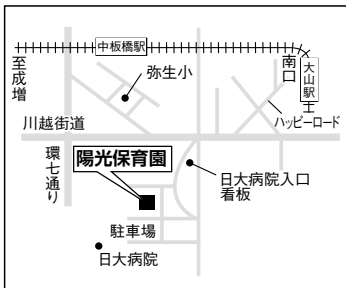 中板橋駅
至成増
弥生小
南口
大山駅
ハッピーロード
川越街道
環七通り
陽光保育園
日大病院入口
看板
駐車場
日大病院